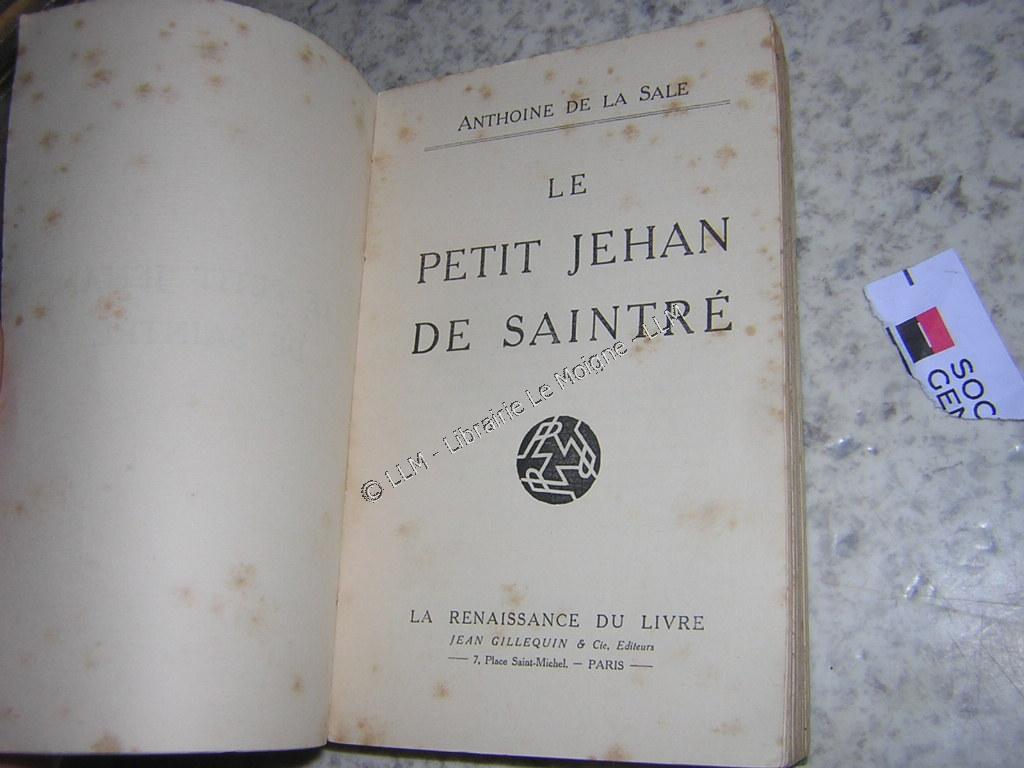 ANTHOINE DE LA SALE
LE
PETIT JEHAN
DE SAINTRÉ
© LLM - Librairie Le Moigne - LLM
LA RENAISSANCE DU LIVRE
JEAN GILLEQUIN & Cie, Editeurs
7, Place Saint-Michel. — PARIS
SOC
GEN